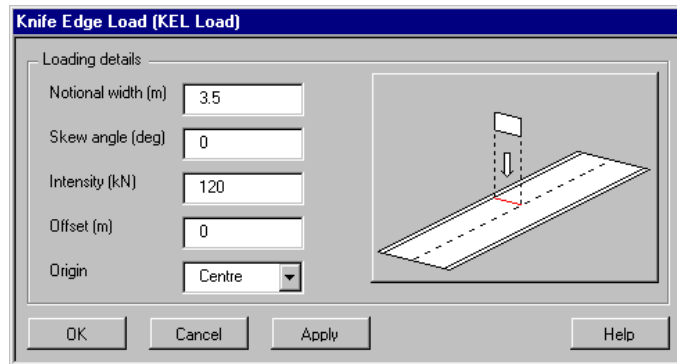 Knife Edge Load (KEL Load)
Loading details
Notional width (m) 3.5
Skew angle (deg) 0
Intensity (kN) 120
Offset (m) 0
Origin Centre
OK Cancel Apply Help